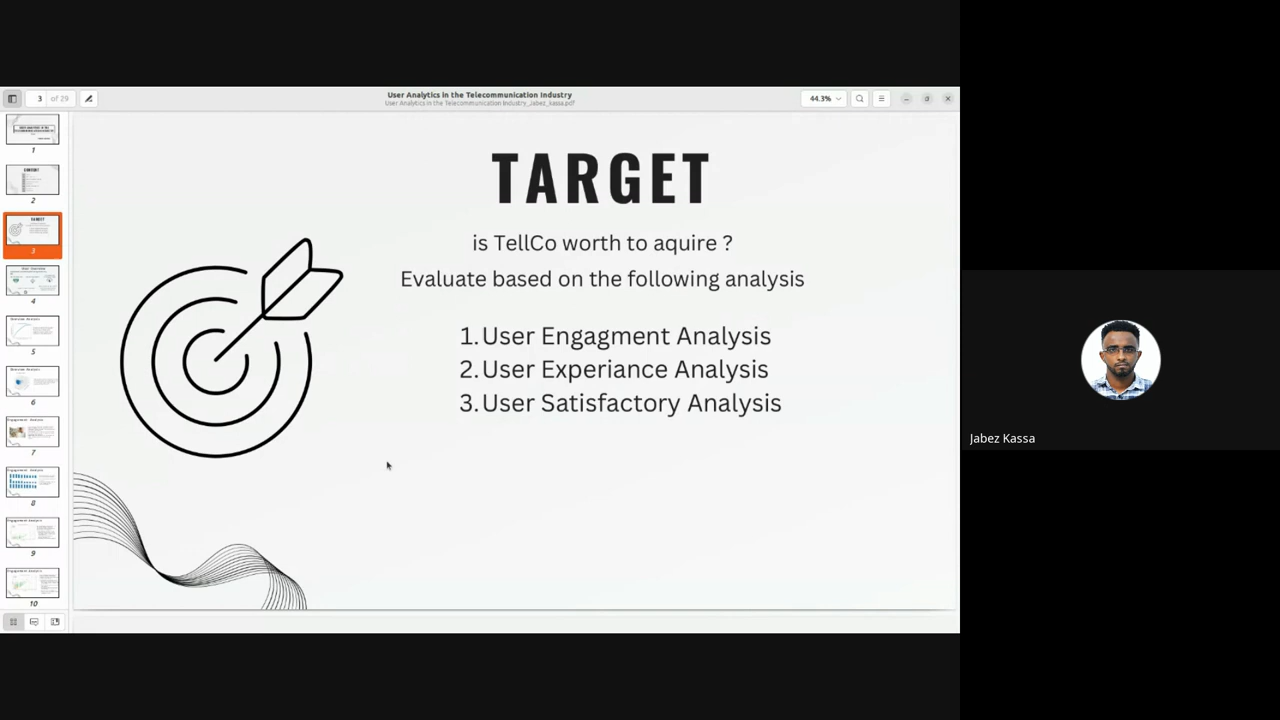 User Analytics in the Telecommunication Industry
User Analytics in the Telecommunication Industry_Jabez_kassa.pdf
3 of 29
44.3%
1
2
3
4
5
6
7
8
9
10
TARGET
is TellCo worth to aquire ?
Evaluate based on the following analysis
1. User Engagment Analysis
2. User Experiance Analysis
3. User Satisfactory Analysis
Jabez Kassa